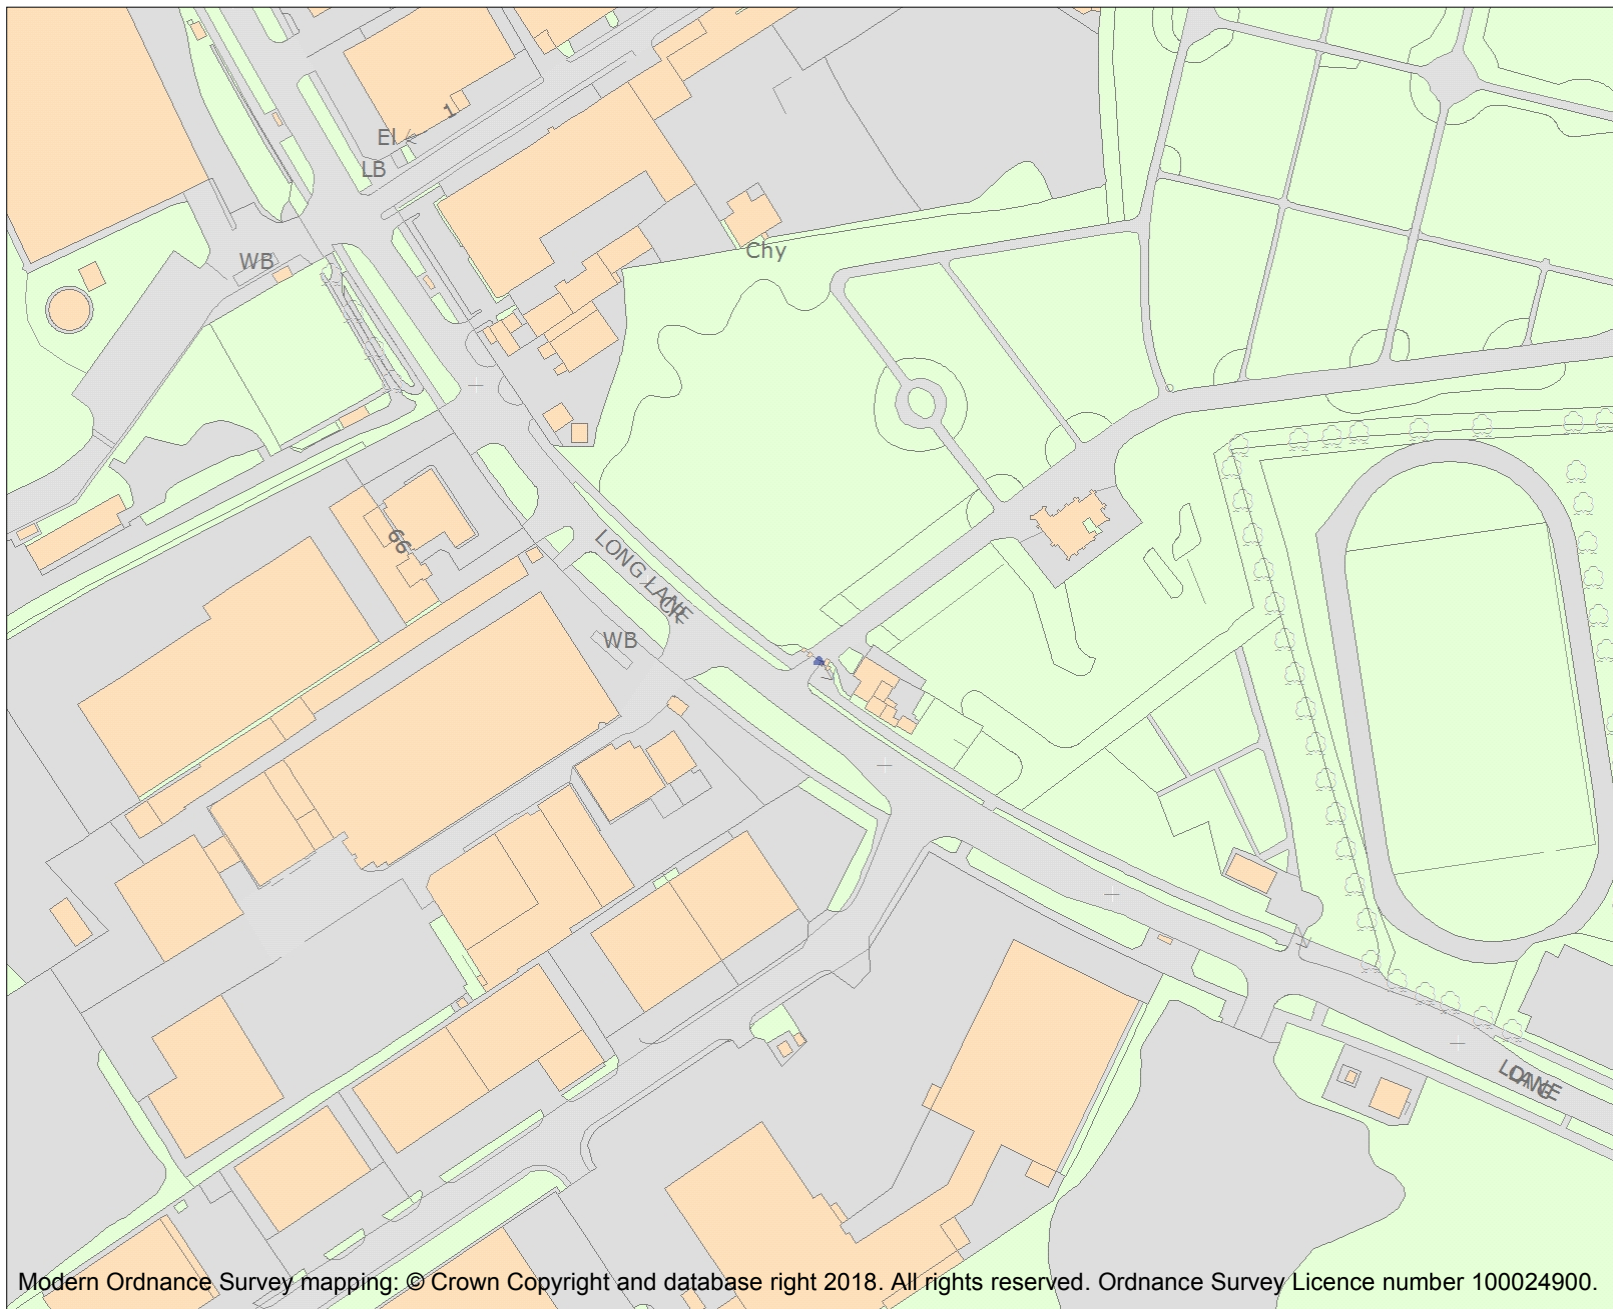 1
El
LB
WB
Chy
66
LONG LANE
WB
LANE
Modern Ordnance Survey mapping: © Crown Copyright and database right 2018. All rights reserved. Ordnance Survey Licence number 100024900.